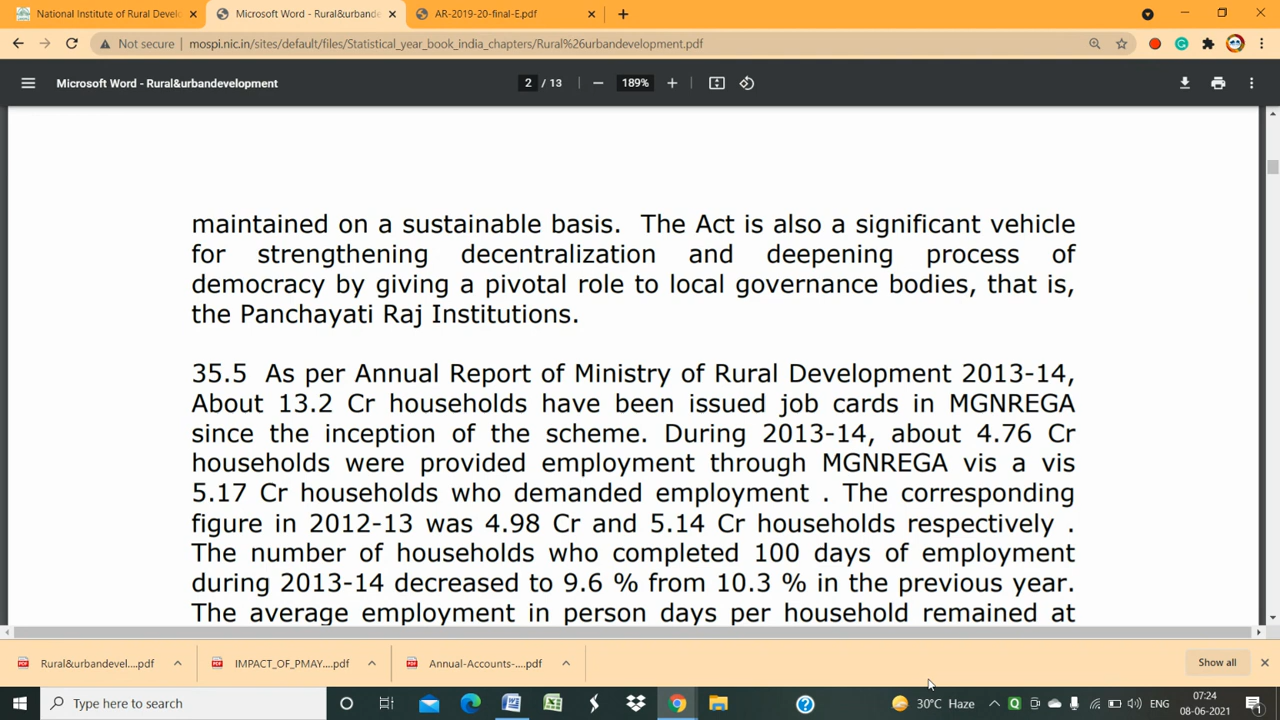 National Institute of Rural Develo
Microsoft Word - Rural&urbande
AR-2019-20-final-E.pdf
Not secure
mospi.nic.in/sites/default/files/Statistical_year_book_india_chapters/Rural%26urbandevelopment.pdf
Microsoft Word - Rural&urbandevelopment
2 / 13
189%
maintained on a sustainable basis. The Act is also a significant vehicle
for strengthening decentralization and deepening process of
democracy by giving a pivotal role to local governance bodies, that is,
the Panchayati Raj Institutions.
35.5 As per Annual Report of Ministry of Rural Development 2013-14,
About 13.2 Cr households have been issued job cards in MGNREGA
since the inception of the scheme. During 2013-14, about 4.76 Cr
households were provided employment through MGNREGA vis a vis
5.17 Cr households who demanded employment . The corresponding
figure in 2012-13 was 4.98 Cr and 5.14 Cr households respectively .
The number of households who completed 100 days of employment
during 2013-14 decreased to 9.6 % from 10.3 % in the previous year.
The average employment in person days per household remained at
Rural&urbandevel....pdf
IMPACT_OF_PMAY....pdf
Annual-Accounts-....pdf
Show all
Type here to search
30°C Haze
ENG
07:24
08-06-2021